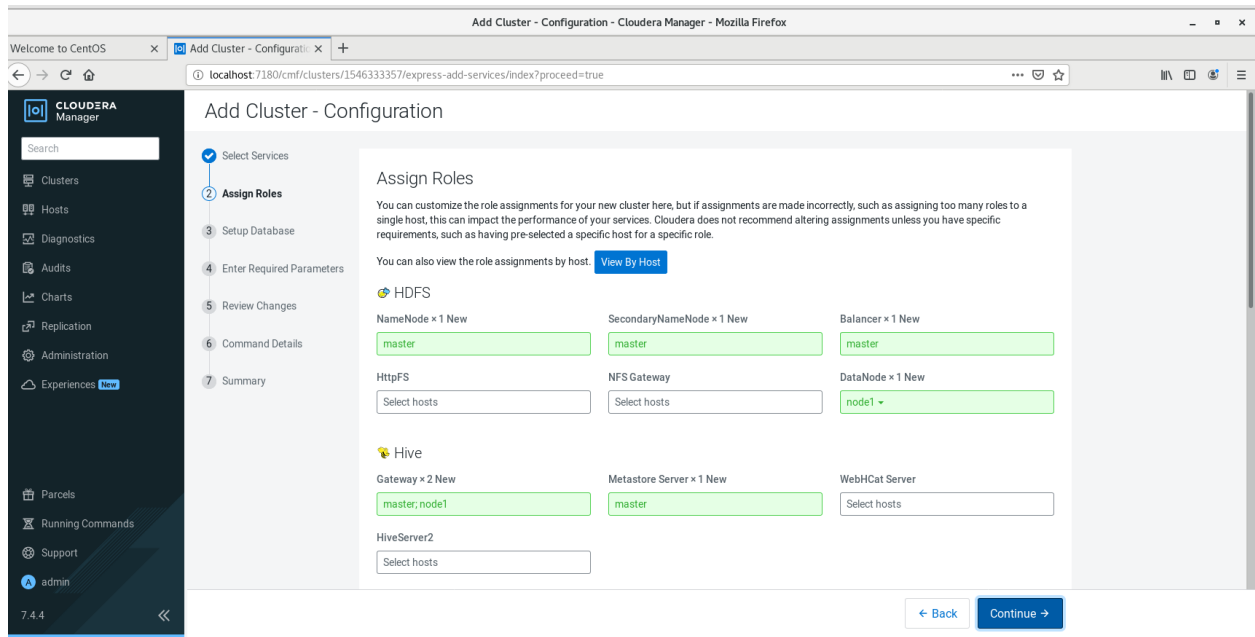 Add Cluster - Configuration - Cloudera Manager - Mozilla Firefox
Welcome to CentOS
Add Cluster - Configuratio
localhost:7180/cmf/clusters/1546333357/express-add-services/index?proceed=true
CLOUDERA
Manager
Search
Clusters
Hosts
Diagnostics
Audits
Charts
Replication
Administration
Experiences New
Parcels
Running Commands
Support
A admin
7.4.4
Add Cluster - Configuration
Select Services
2 Assign Roles
3 Setup Database
4 Enter Required Parameters
5 Review Changes
6 Command Details
7 Summary
Assign Roles
You can customize the role assignments for your new cluster here, but if assignments are made incorrectly, such as assigning too many roles to a
single host, this can impact the performance of your services. Cloudera does not recommend altering assignments unless you have specific
requirements, such as having pre-selected a specific host for a specific role.
You can also view the role assignments by host. View By Host
HDFS
NameNode × 1 New
master
SecondaryNameNode × 1 New
master
Balancer × 1 New
master
HttpFS
Select hosts
NFS Gateway
Select hosts
DataNode × 1 New
node1
Hive
Gateway × 2 New
master; node1
Metastore Server × 1 New
master
WebHCat Server
Select hosts
HiveServer2
Select hosts
← Back
Continue →